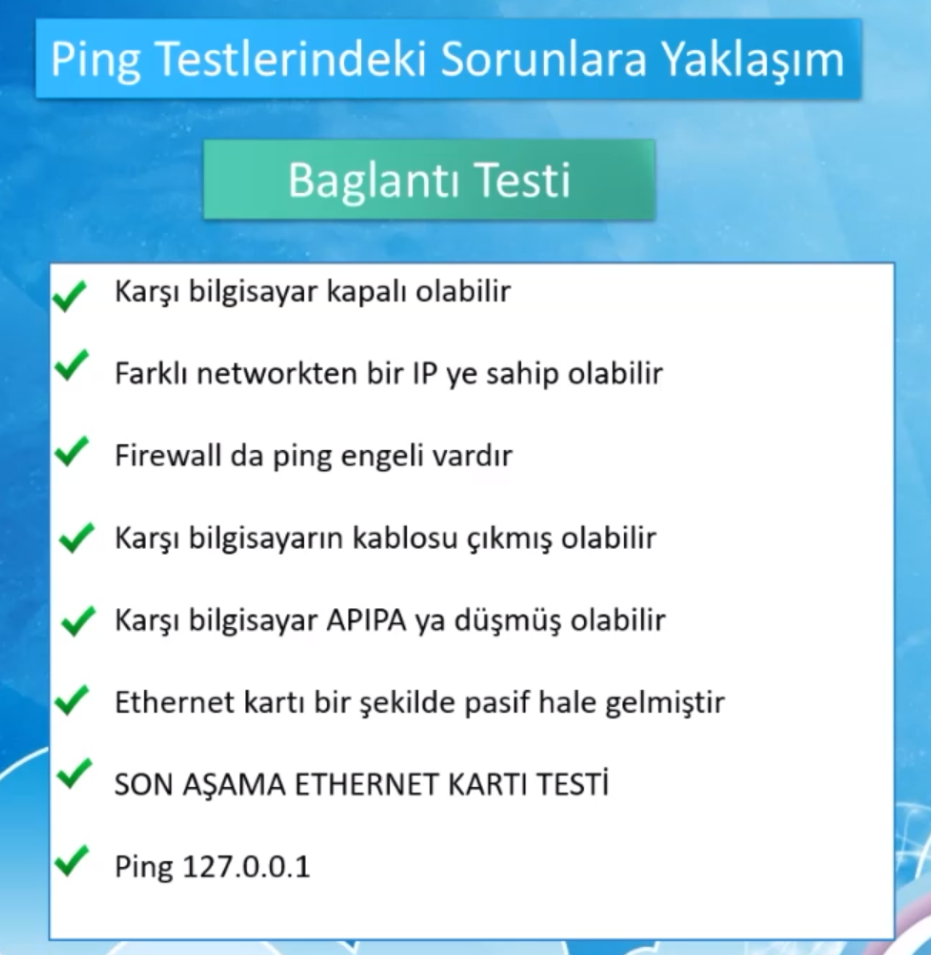 Ping Testlerindeki Sorunlara Yaklaşım
Baglantı Testi
Karşı bilgisayar kapalı olabilir
Farklı networkten bir IP ye sahip olabilir
Firewall da ping engeli vardır
Karşı bilgisayarın kablosu çıkmış olabilir
Karşı bilgisayar APIPA ya düşmüş olabilir
Ethernet kartı bir şekilde pasif hale gelmiştir
SON AŞAMA ETHERNET KARTI TESTİ
Ping 127.0.0.1